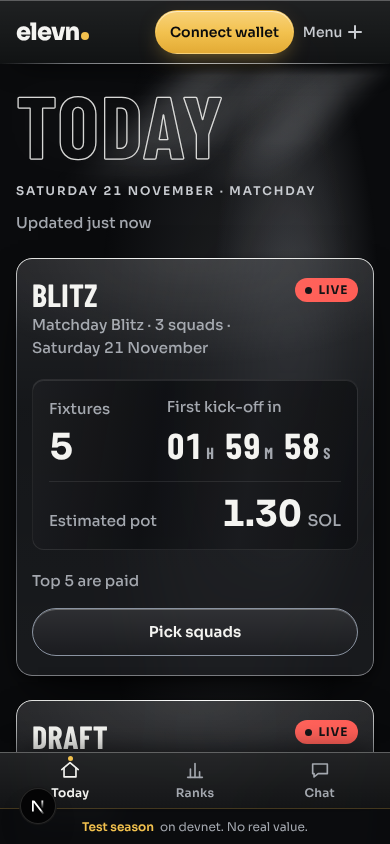 elevn.
Connect wallet
Menu
TODAY
SATURDAY 21 NOVEMBER · MATCHDAY
Updated just now
BLITZ
LIVE
Matchday Blitz · 3 squads ·
Saturday 21 November
Fixtures
First kick-off in
5
01 H 59 M 58 S
Estimated pot
1.30 SOL
Top 5 are paid
Pick squads
DRAFT
LIVE
Today
Ranks
Chat
N
Test season on devnet. No real value.